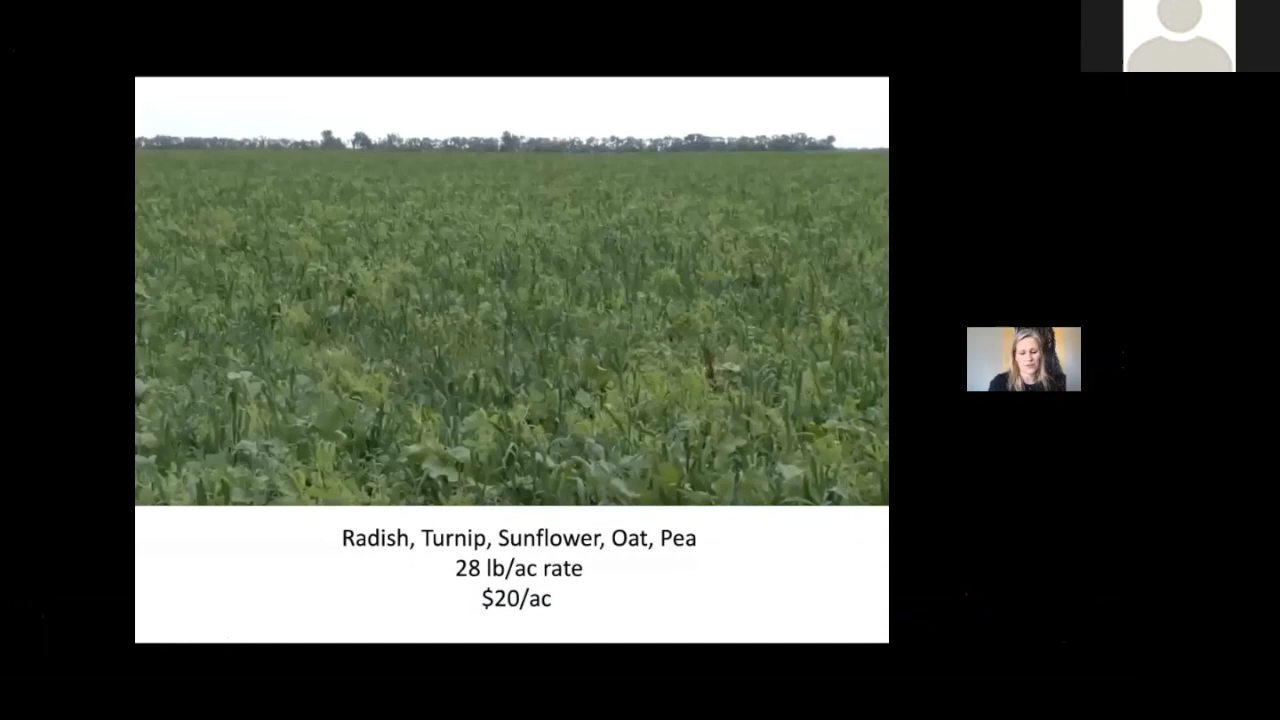 Radish, Turnip, Sunflower, Oat, Pea
28 lb/ac rate
$20/ac